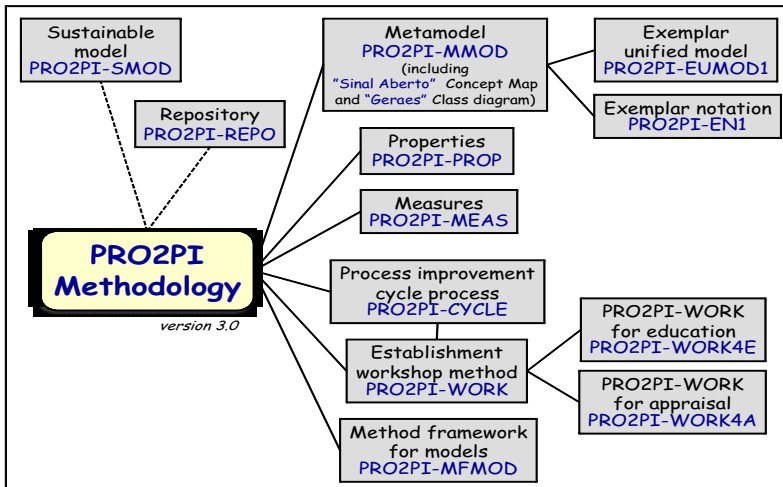 Sustainable
model
PRO2PI-SMOD
Repository
PRO2PI-REPO
PRO2PI
Methodology
version 3.0
Metamodel
PRO2PI-MMOD
(including
"Sinal Aberto" Concept Map
and "Geraes" Class diagram)
Exemplar
unified model
PRO2PI-EUMOD1
Exemplar notation
PRO2PI-EN1
Properties
PRO2PI-PROP
Measures
PRO2PI-MEAS
Process improvement
cycle process
PRO2PI-CYCLE
Establishment
workshop method
PRO2PI-WORK
PRO2PI-WORK
for education
PRO2PI-WORK4E
PRO2PI-WORK
for appraisal
PRO2PI-WORK4A
Method framework
for models
PRO2PI-MFMOD